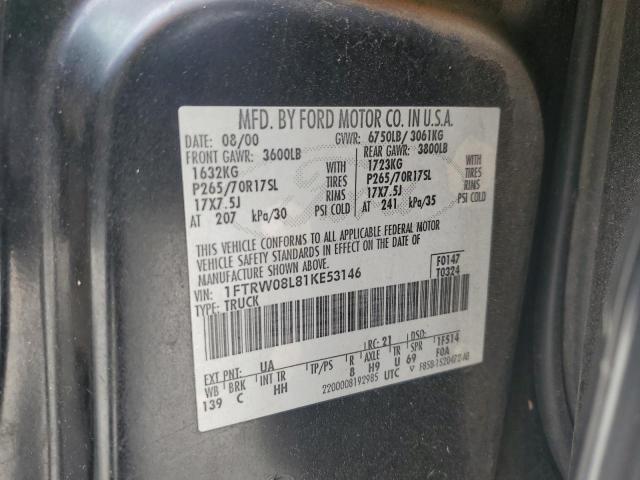 MFD. BY FORD MOTOR CO. IN U.S.A.
DATE: 08/00 GVWR: 6750LB/ 3061KG
FRONT GAWR: 3600LB REAR GAWR: 3800LB
1632KG WITH 1723KG WITH
P265/70R17SL TIRES P265/70R17SL TIRES
17X7.5J RIMS 17X7.5J RIMS
AT 207 kPa/30 PSI COLD AT 241 kPa/35 PSI COLD
THIS VEHICLE CONFORMS TO ALL APPLICABLE FEDERAL MOTOR
VEHICLE SAFETY STANDARDS IN EFFECT ON THE DATE OF
MANUFACTURE SHOWN ABOVE. F0147
VIN: 1FTRW08L81KE53146 T0324
TYPE: TRUCK
EXT PNT: UA RC: 21 DSO: 1F514
WB BRK INT TR TP/PS R AXLE TR SPR F0A
139 C HH 8 H9 U 69
2200008192985 UTC V F85B-1520472-AB